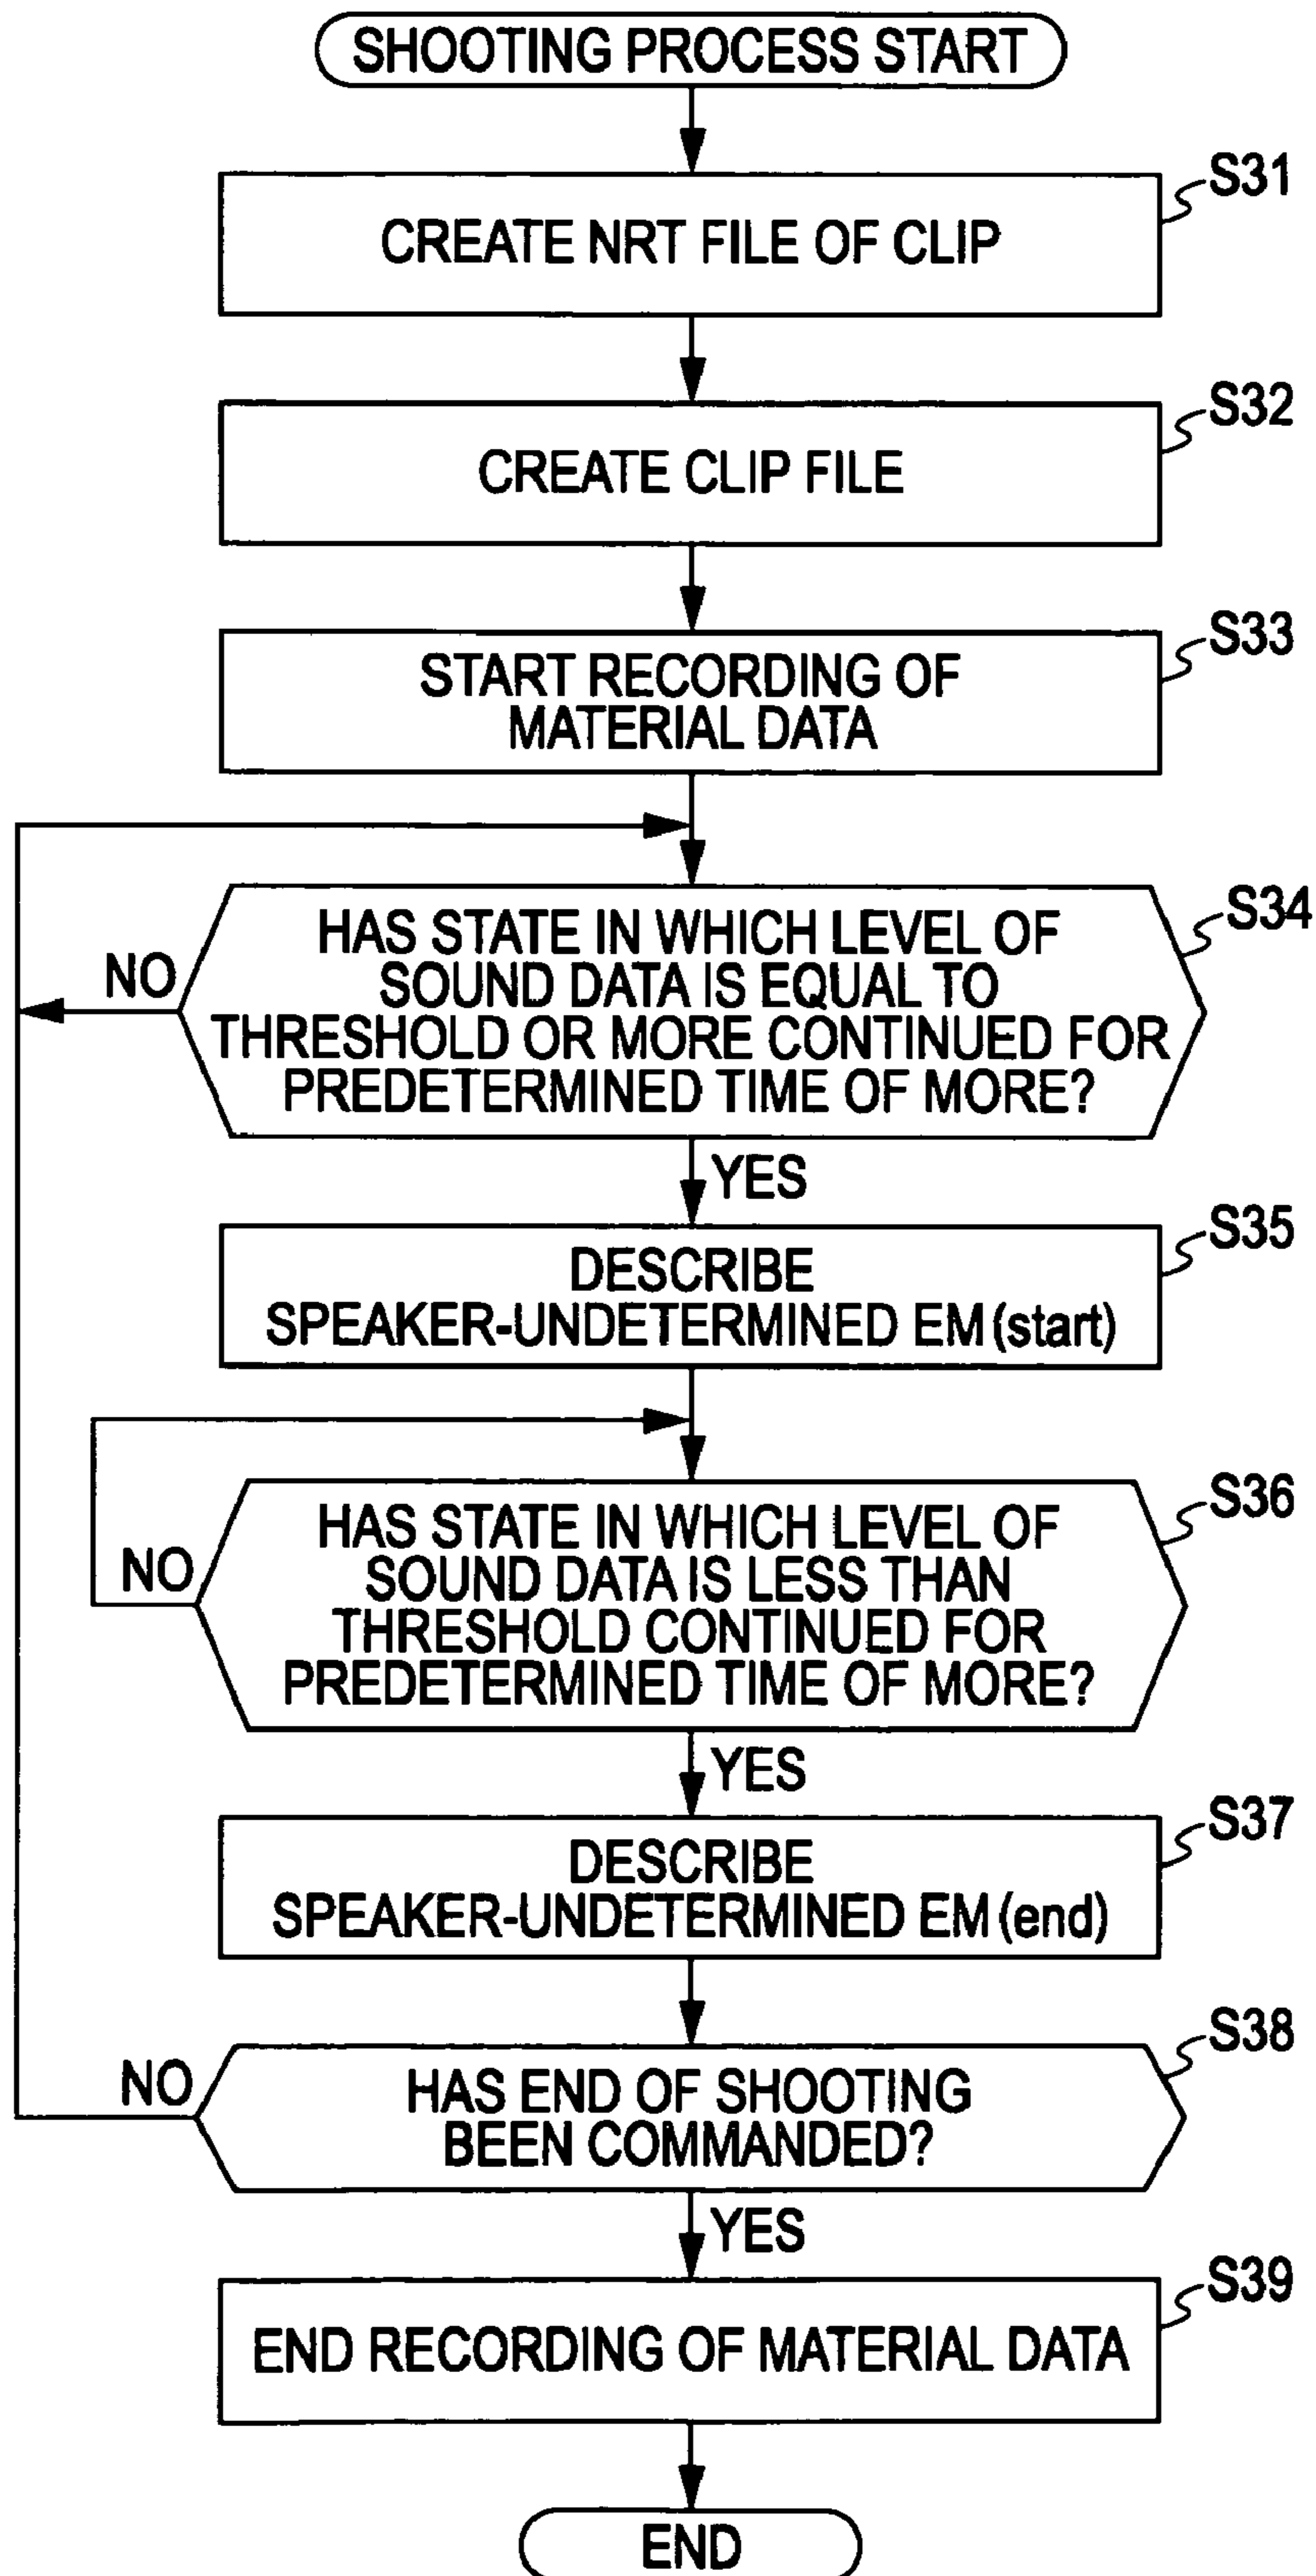 SHOOTING PROCESS START
S31
CREATE NRT FILE OF CLIP
S32
CREATE CLIP FILE
S33
START RECORDING OF
MATERIAL DATA
S34
HAS STATE IN WHICH LEVEL OF
SOUND DATA IS EQUAL TO
THRESHOLD OR MORE CONTINUED FOR
PREDETERMINED TIME OF MORE?
NO
YES
S35
DESCRIBE
SPEAKER-UNDETERMINED EM (start)
S36
HAS STATE IN WHICH LEVEL OF
SOUND DATA IS LESS THAN
THRESHOLD CONTINUED FOR
PREDETERMINED TIME OF MORE?
NO
YES
S37
DESCRIBE
SPEAKER-UNDETERMINED EM (end)
S38
HAS END OF SHOOTING
BEEN COMMANDED?
NO
YES
S39
END RECORDING OF MATERIAL DATA
END